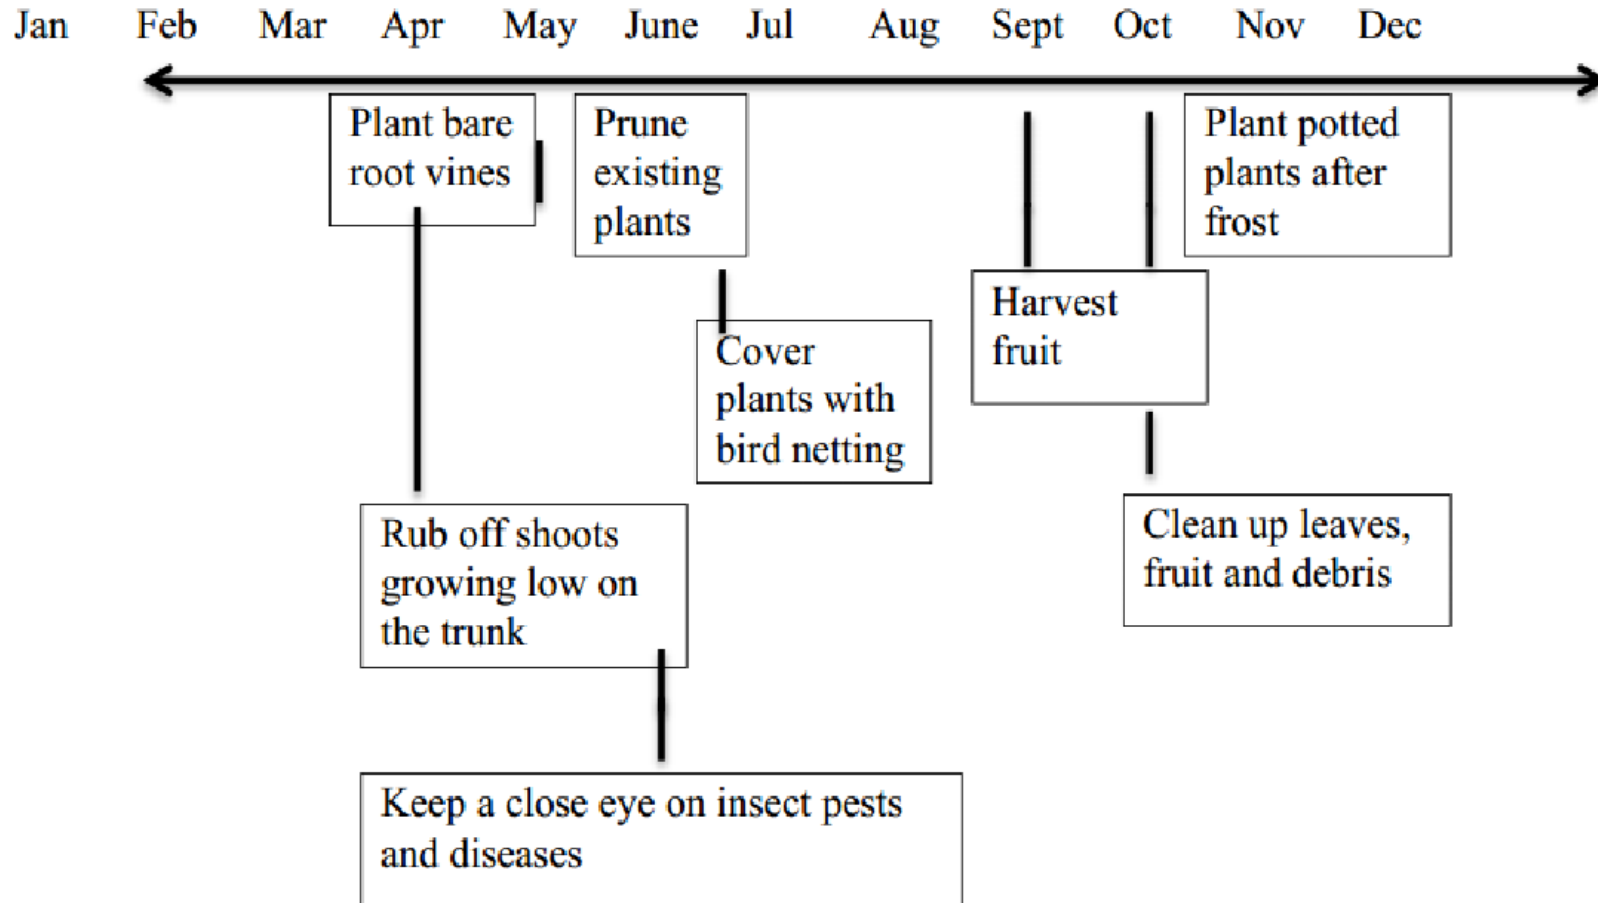 Jan Feb Mar Apr May June Jul Aug Sept Oct Nov Dec
Plant bare
root vines
Prune
existing
plants
Plant potted
plants after
frost
Harvest
fruit
Cover
plants with
bird netting
Rub off shoots
growing low on
the trunk
Clean up leaves,
fruit and debris
Keep a close eye on insect pests
and diseases